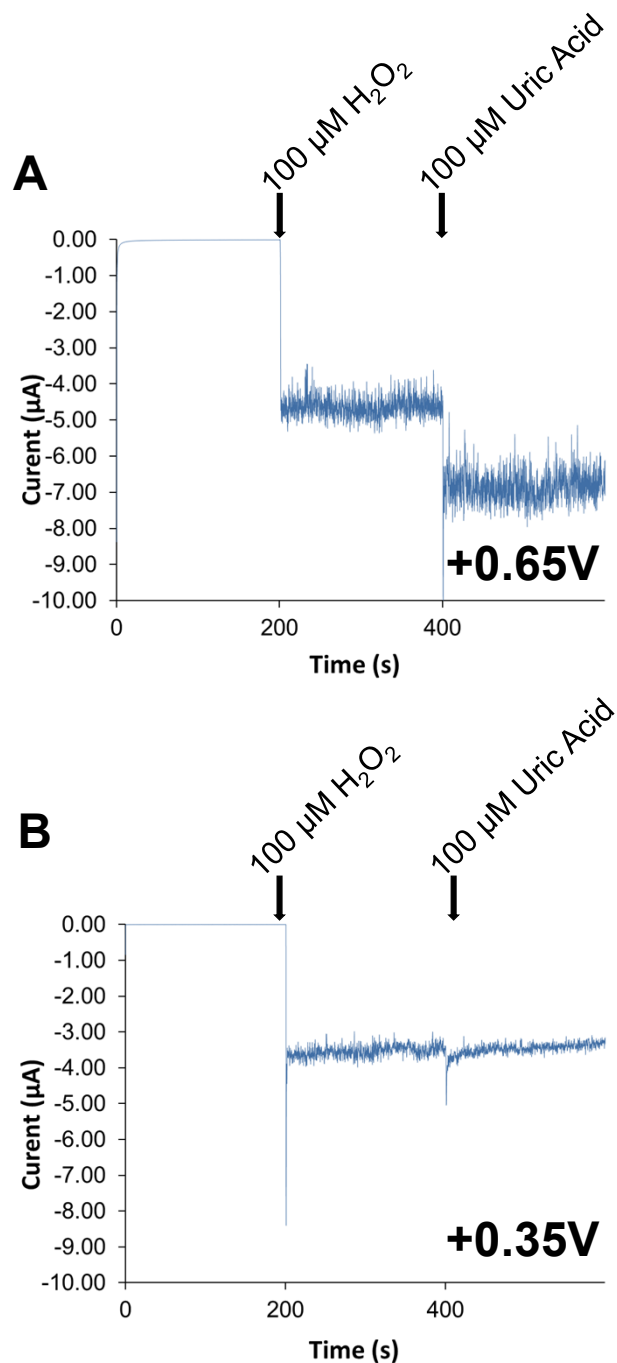 A
100 µM H₂O₂
100 µM Uric Acid
0.00
-1.00
-2.00
-3.00
-4.00
-5.00
-6.00
-7.00
-8.00
-9.00
-10.00
Curent (µA)
+0.65V
0
200
400
Time (s)
B
100 µM H₂O₂
100 µM Uric Acid
0.00
-1.00
-2.00
-3.00
-4.00
-5.00
-6.00
-7.00
-8.00
-9.00
-10.00
Curent (µA)
+0.35V
0
200
400
Time (s)